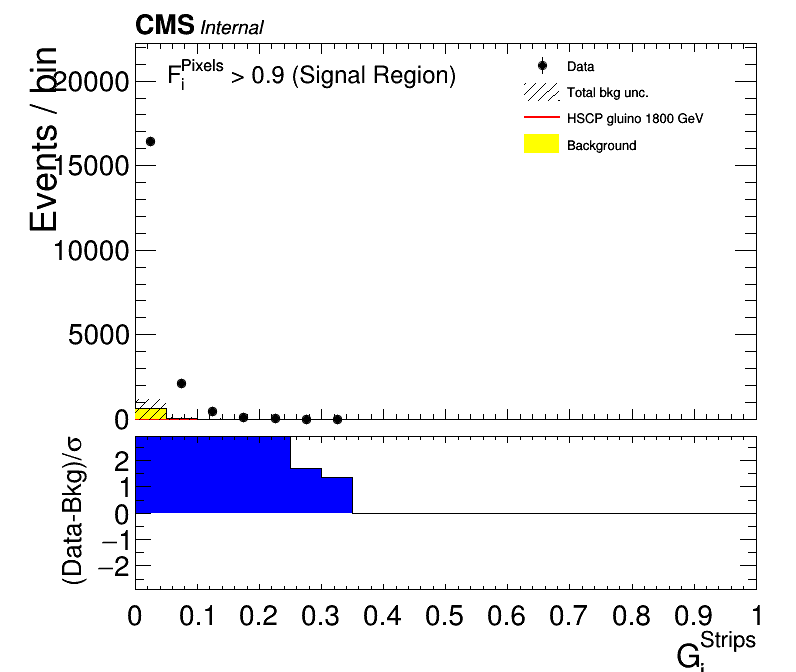 CMS Internal
F_i^Pixels > 0.9 (Signal Region)
Data
Total bkg unc.
HSCP gluino 1800 GeV
Background
Events / bin
20000
15000
10000
5000
0
(Data-Bkg)/σ
2
1
0
−1
−2
0 0.1 0.2 0.3 0.4 0.5 0.6 0.7 0.8 0.9 1
G_i^Strips